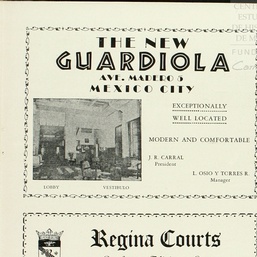 THE NEW
GUARDIOLA
AVE. MADERO 5
MEXICO CITY
EXCEPTIONALLY
WELL LOCATED
MODERN AND COMFORTABLE
J. R. CARRAL
President
L. OSIO Y TORRES R.
Manager
LOBBY VESTIBULO
Regina Courts